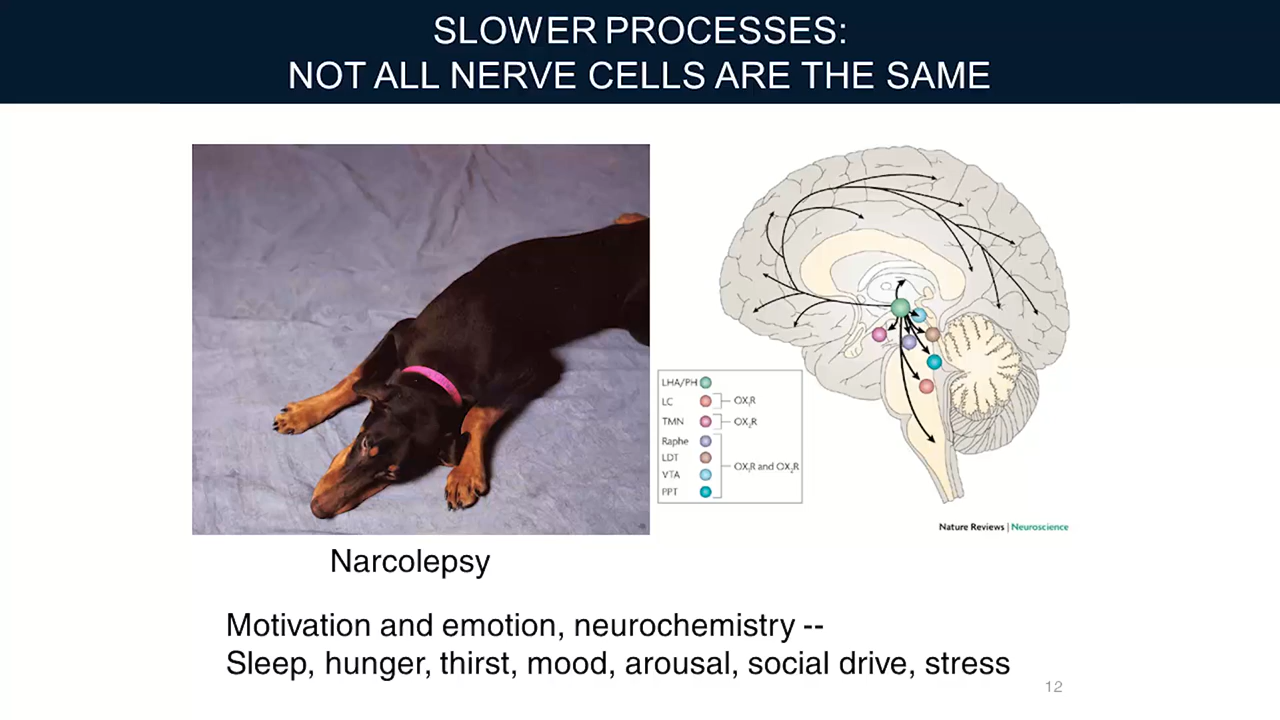 SLOWER PROCESSES:
NOT ALL NERVE CELLS ARE THE SAME
LHA/PH
LC
OX₁R
TMN
OX₂R
Raphe
LDT
OX₁R and OX₂R
VTA
PPT
Nature Reviews | Neuroscience
Narcolepsy
Motivation and emotion, neurochemistry --
Sleep, hunger, thirst, mood, arousal, social drive, stress
12